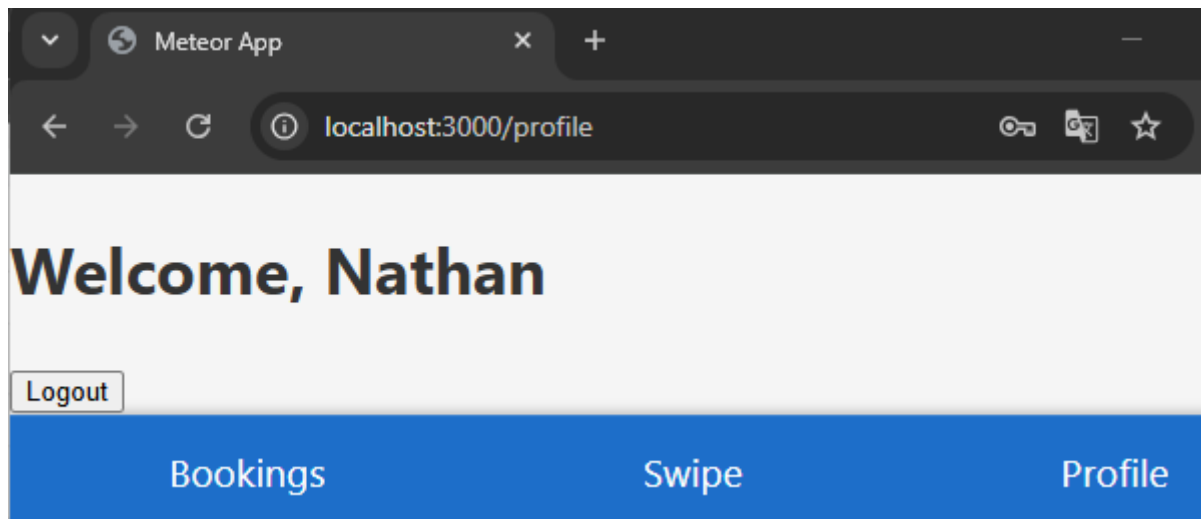 Meteor App
localhost:3000/profile
Welcome, Nathan
Logout
Bookings Swipe Profile